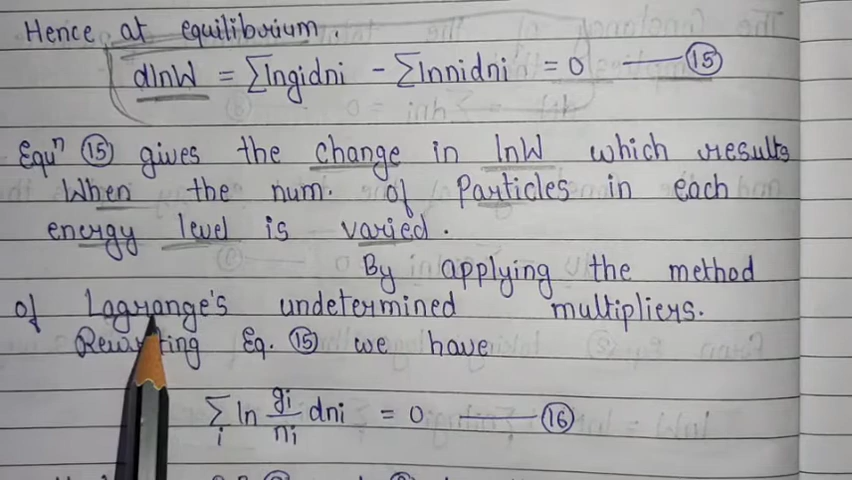 Hence at equilibrium.
dlnW = Σlngidni - Σlnnidni = 0 —— (15)
Equⁿ (15) gives the change in lnW which results
When the num. of Particles in each
energy level is varied.
By applying the method
of Lagrange's undetermined multipliers.
Rewriting Eq. (15) we have
Σi ln gi/ni dni = 0 —— (16)